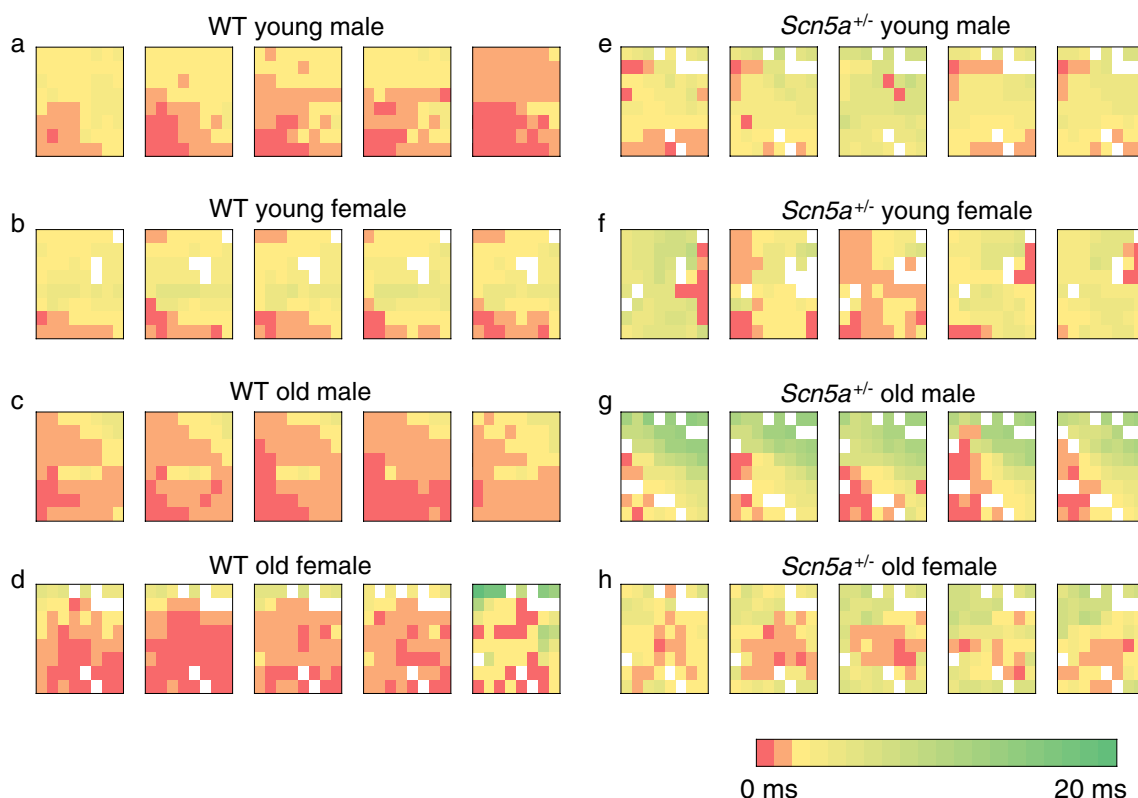 a
WT young male
e
Scn5a+/- young male
b
WT young female
f
Scn5a+/- young female
c
WT old male
g
Scn5a+/- old male
d
WT old female
h
Scn5a+/- old female
0 ms
20 ms